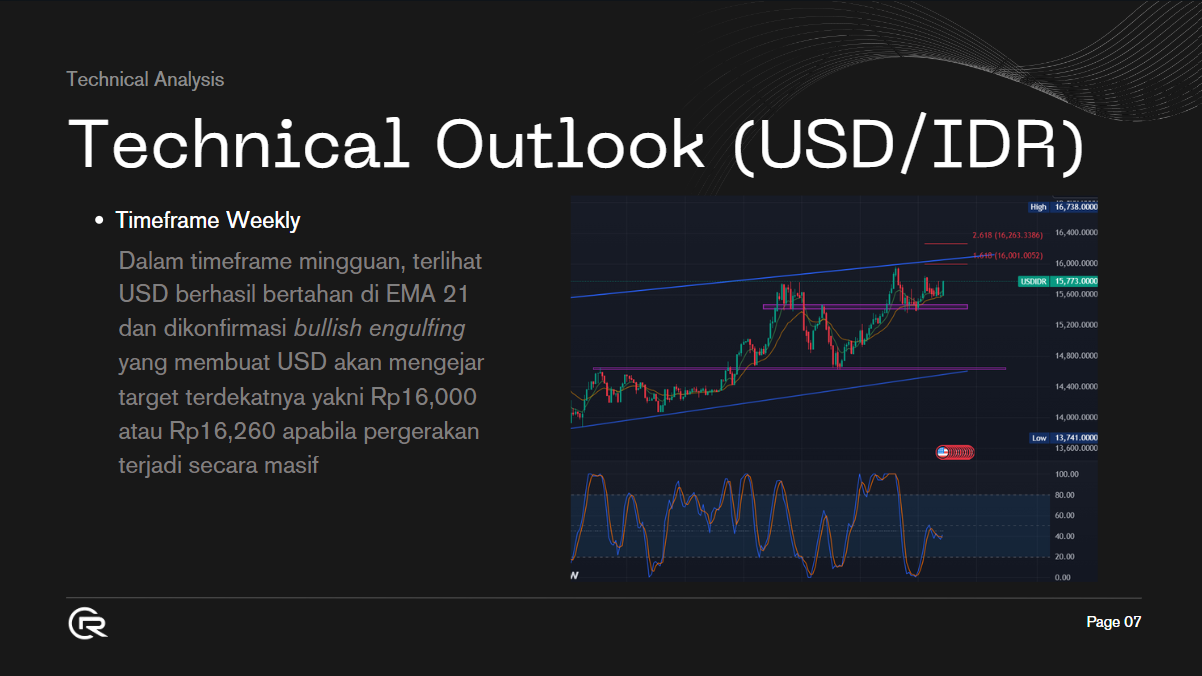 Technical Analysis
Technical Outlook (USD/IDR)
• Timeframe Weekly
Dalam timeframe mingguan, terlihat
USD berhasil bertahan di EMA 21
dan dikonfirmasi bullish engulfing
yang membuat USD akan mengejar
target terdekatnya yakni Rp16,000
atau Rp16,260 apabila pergerakan
terjadi secara masif
High 16,738.0000
2.618 (16,263.3386)
16,400.0000
1.618 (16,001.0052)
16,000.0000
USDIDR 15,773.0000
15,600.0000
15,200.0000
14,800.0000
14,400.0000
14,000.0000
Low 13,741.0000
13,600.0000
100.00
80.00
60.00
40.00
20.00
0.00
Page 07